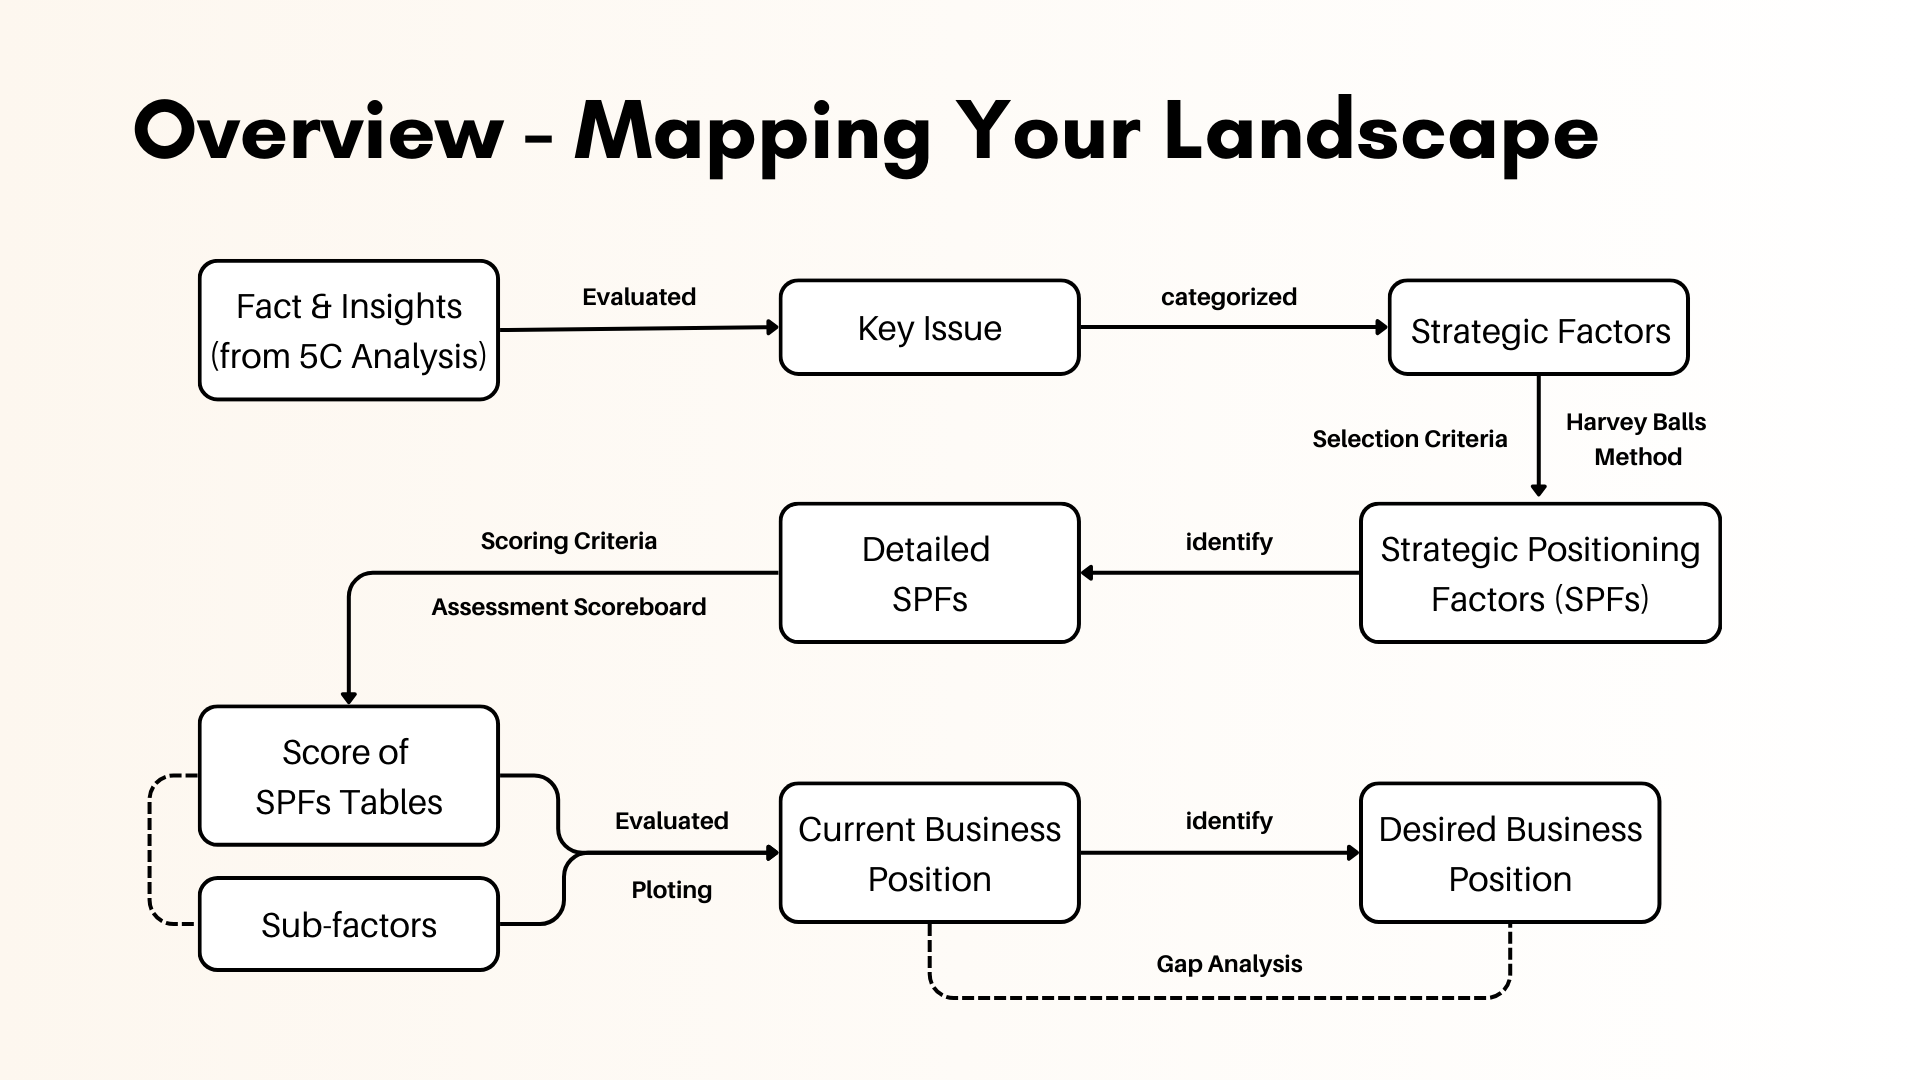 Overview - Mapping Your Landscape
Fact & Insights
(from 5C Analysis)
Evaluated
Key Issue
categorized
Strategic Factors
Selection Criteria
Harvey Balls
Method
Strategic Positioning
Factors (SPFs)
identify
Detailed
SPFs
Scoring Criteria
Assessment Scoreboard
Score of
SPFs Tables
Sub-factors
Evaluated
Ploting
Current Business
Position
identify
Desired Business
Position
Gap Analysis